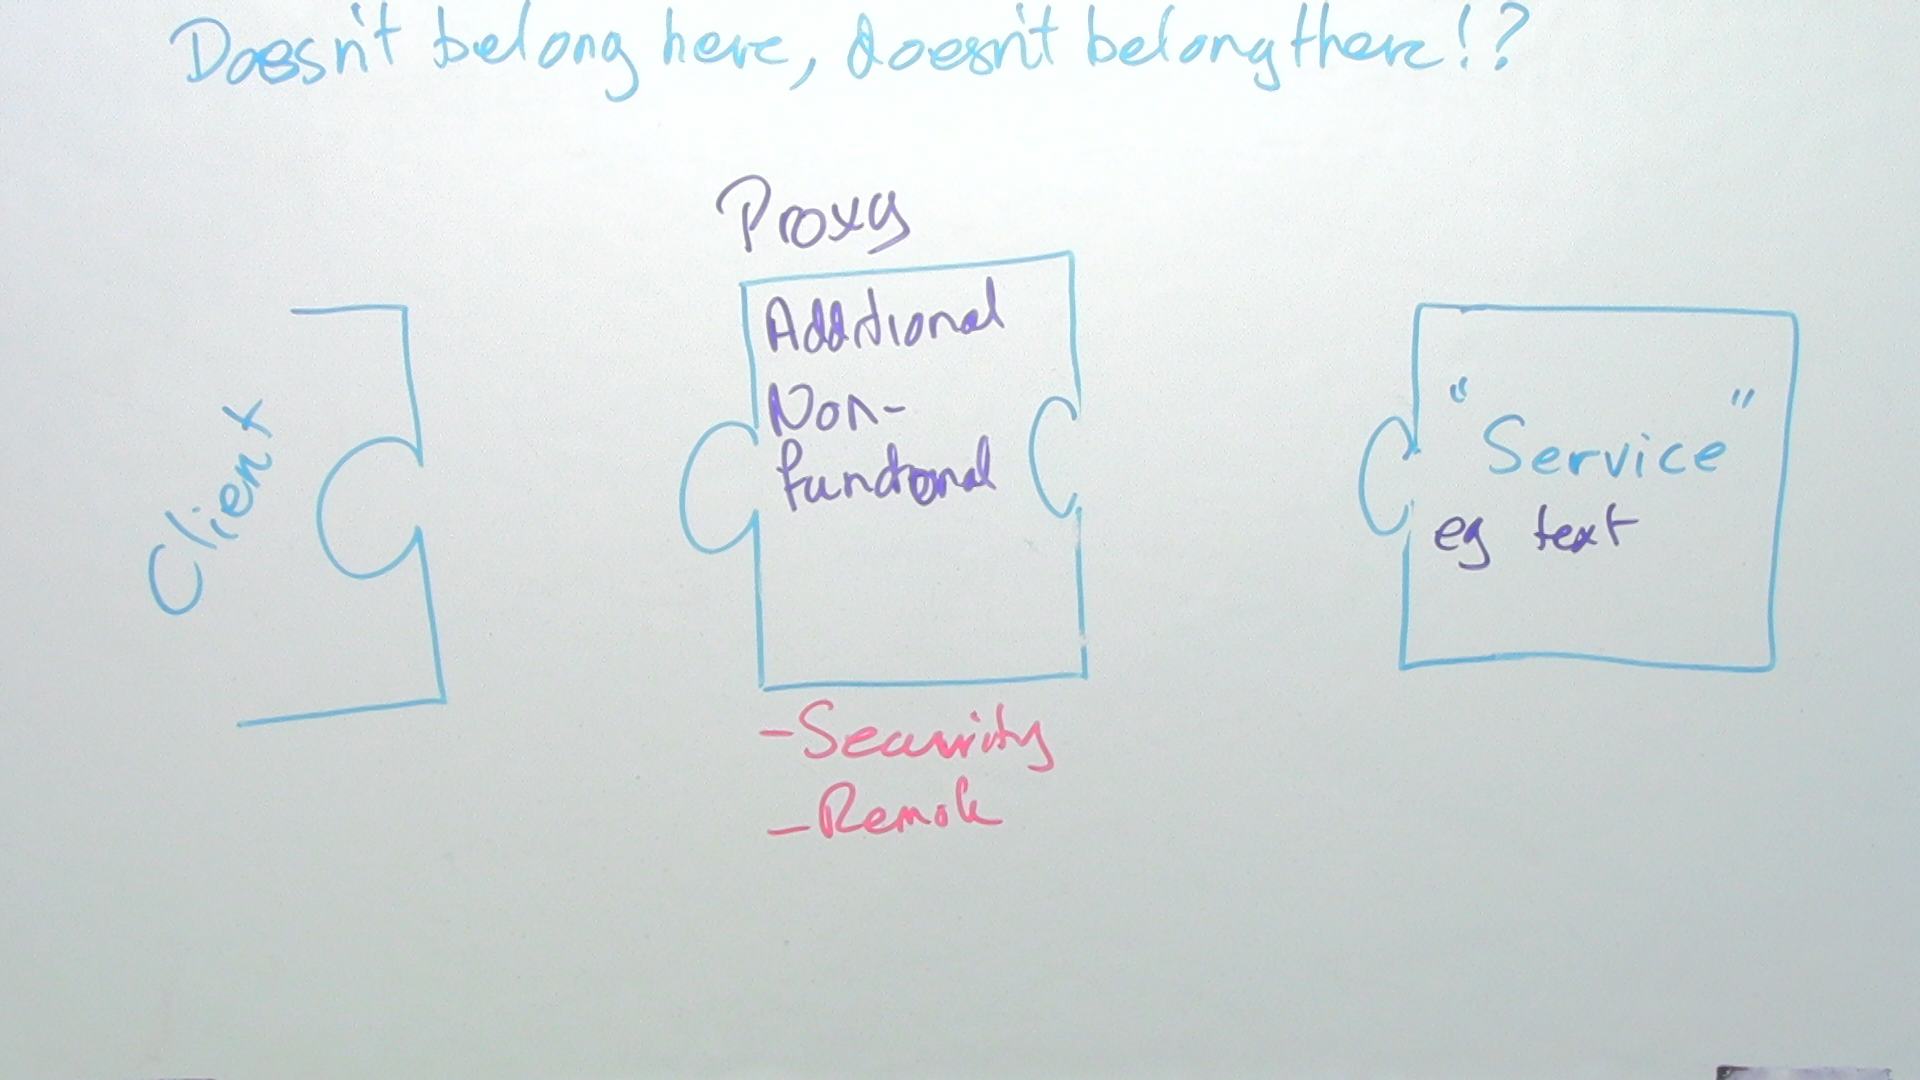 Doesn't belong here, doesn't belong there!?
Proxy
Client
Additional
Non-
functional
" Service "
eg text
- Security
- Remote